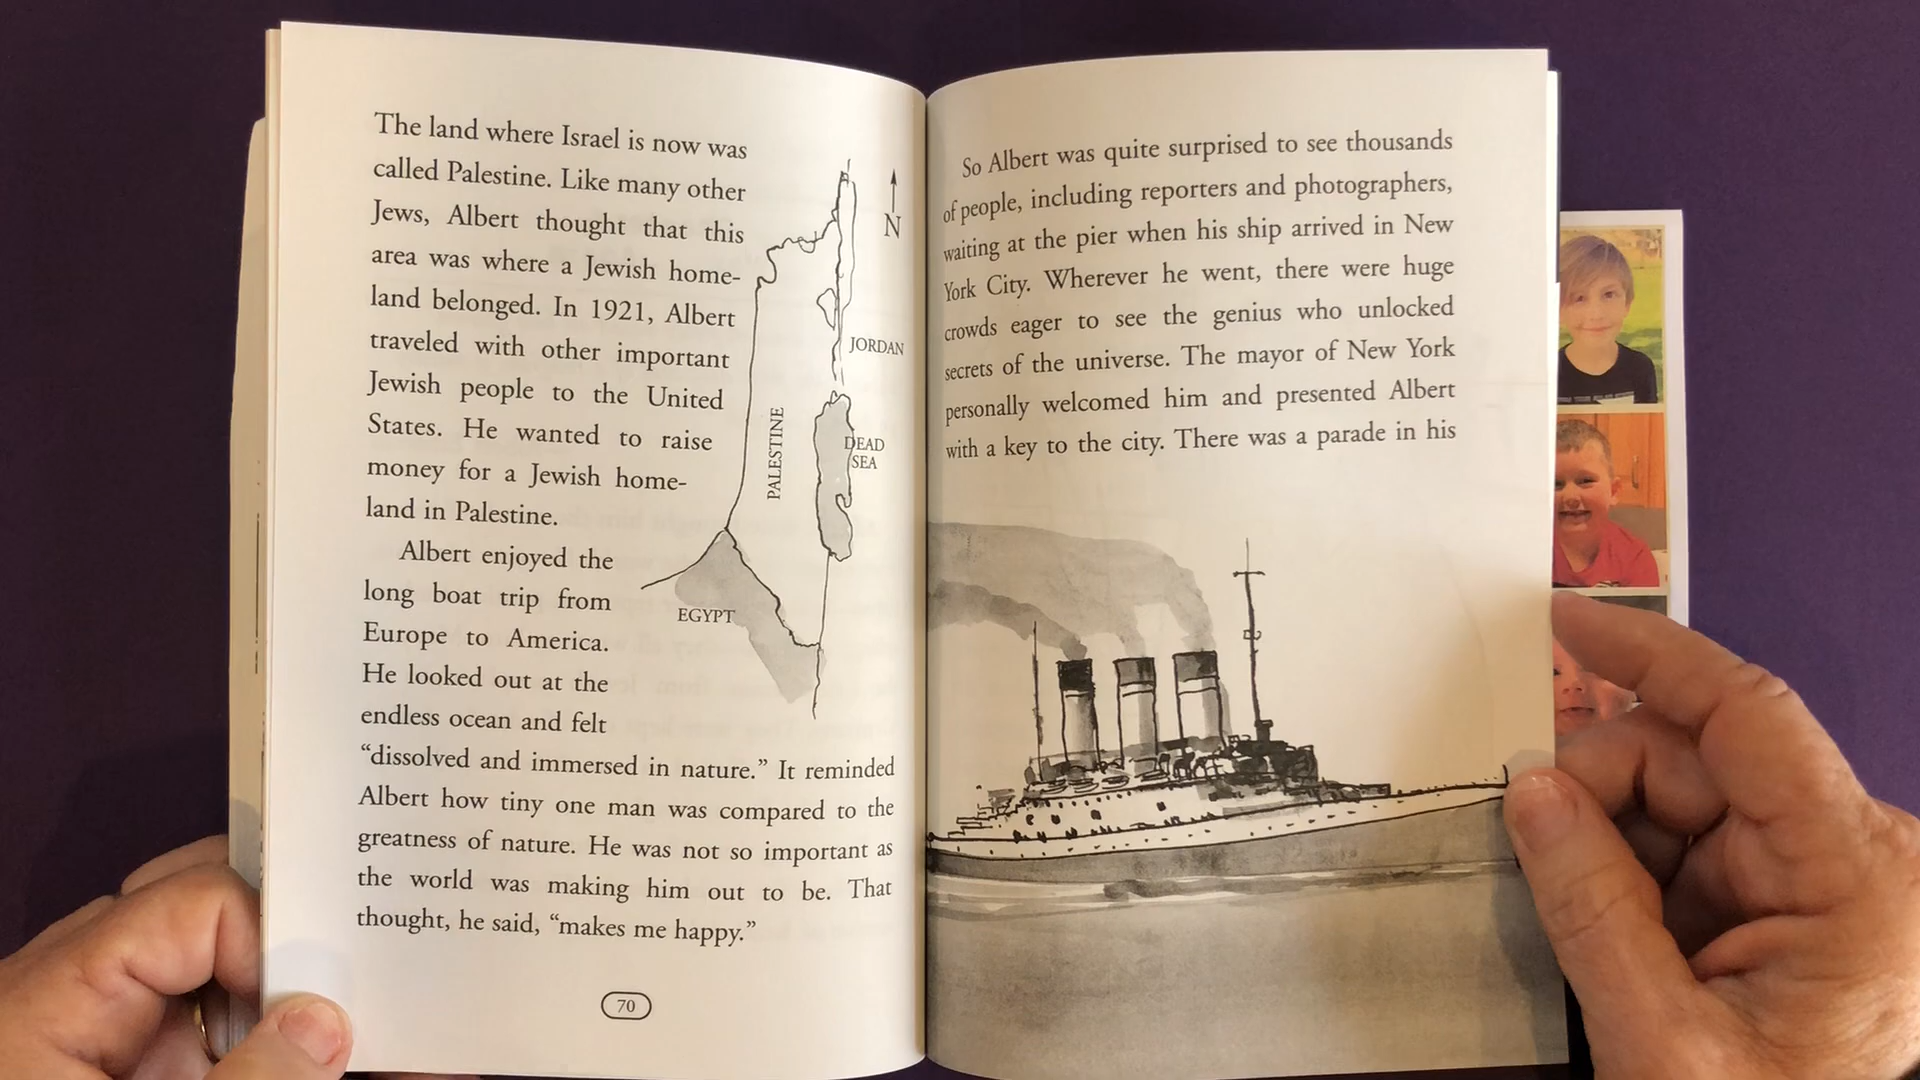 The land where Israel is now was
called Palestine. Like many other
Jews, Albert thought that this
area was where a Jewish home-
land belonged. In 1921, Albert
traveled with other important
Jewish people to the United
States. He wanted to raise
money for a Jewish home-
land in Palestine.
Albert enjoyed the
long boat trip from
Europe to America.
He looked out at the
endless ocean and felt
“dissolved and immersed in nature.” It reminded
Albert how tiny one man was compared to the
greatness of nature. He was not so important as
the world was making him out to be. That
thought, he said, “makes me happy.”
N
JORDAN
PALESTINE
DEAD
SEA
EGYPT
70
So Albert was quite surprised to see thousands
of people, including reporters and photographers,
waiting at the pier when his ship arrived in New
York City. Wherever he went, there were huge
crowds eager to see the genius who unlocked
secrets of the universe. The mayor of New York
personally welcomed him and presented Albert
with a key to the city. There was a parade in his